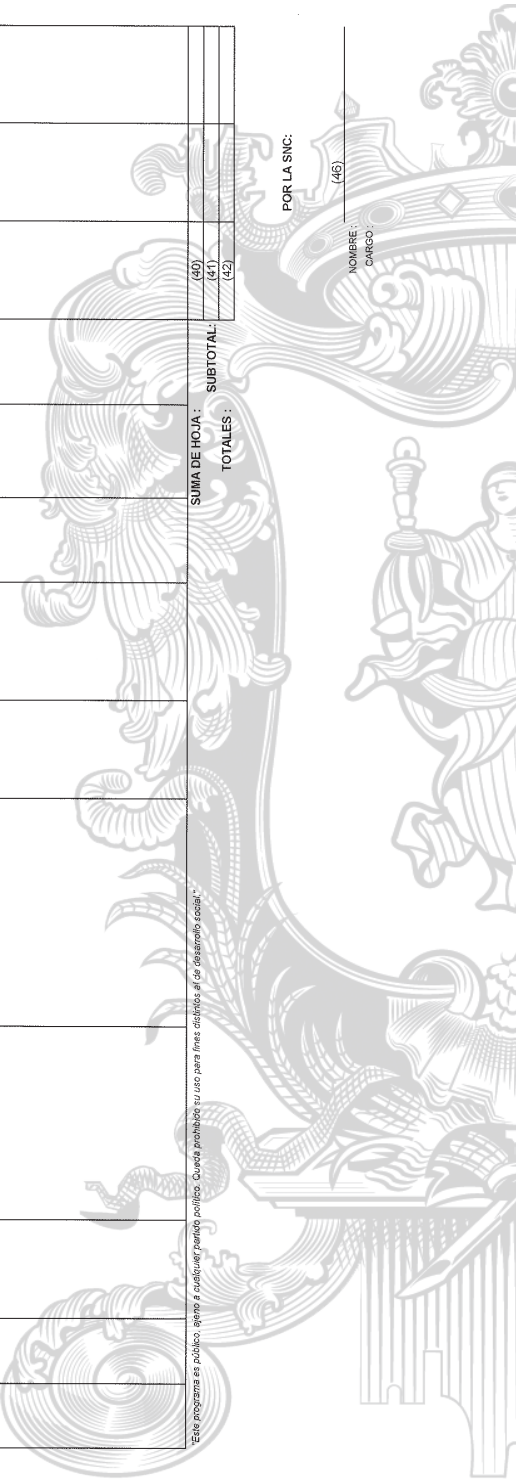 SUMA DE HOJA : (40)
SUBTOTAL: (41)
TOTALES : (42)
"Este programa es público, ajeno a cualquier partido político. Queda prohibido su uso para fines distintos al de desarrollo social."
POR LA SNC:
(46)
NOMBRE :
CARGO :